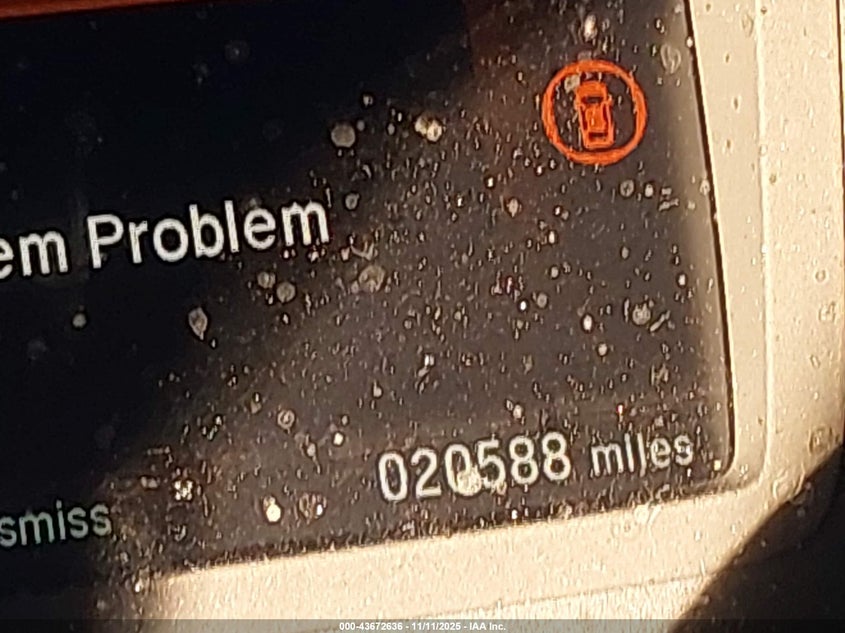 em Problem
020588 miles
smiss
000-43672636 - 11/11/2025 - IAA Inc.